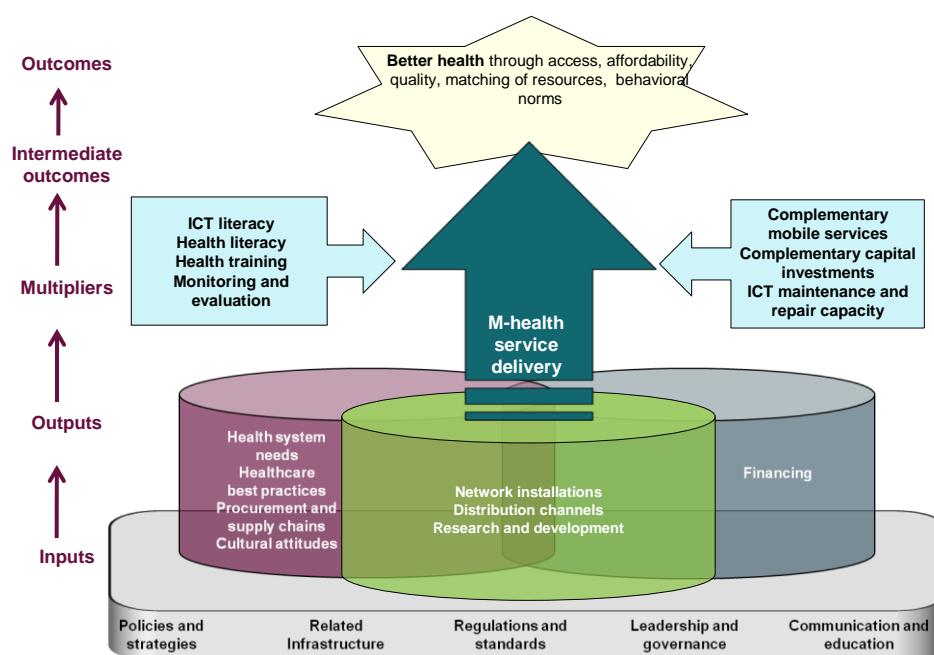 Outcomes
Intermediate
outcomes
Multipliers
Outputs
Inputs
Better health through access, affordability,
quality, matching of resources, behavioral
norms
ICT literacy
Health literacy
Health training
Monitoring and
evaluation
Complementary
mobile services
Complementary capital
investments
ICT maintenance and
repair capacity
M-health
service
delivery
Health system
needs
Healthcare
best practices
Procurement and
supply chains
Cultural attitudes
Network installations
Distribution channels
Research and development
Financing
Policies and
strategies
Related
Infrastructure
Regulations and
standards
Leadership and
governance
Communication and
education